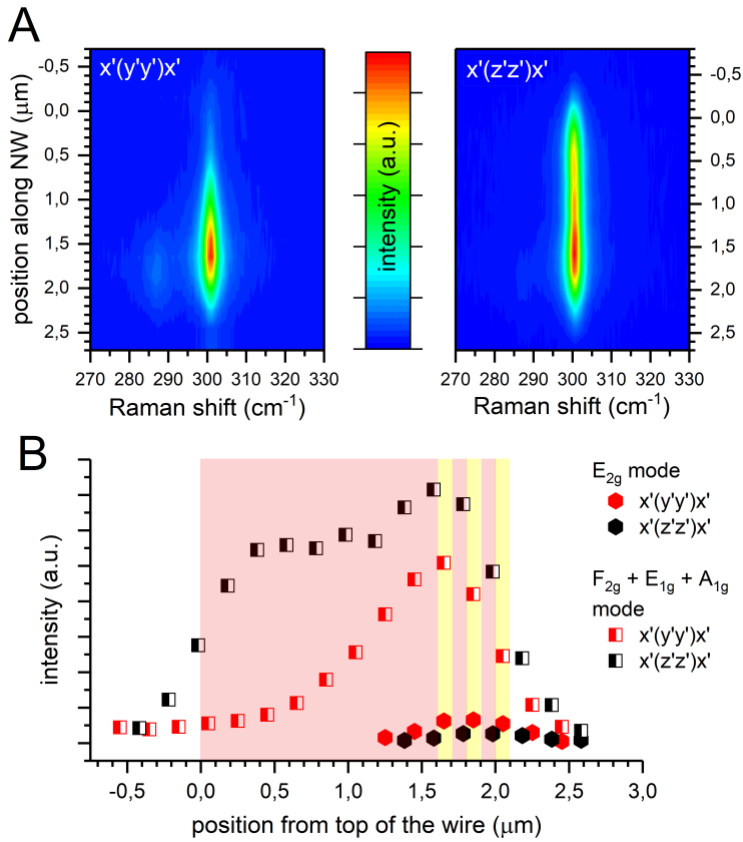 A
x'(y'y')x'
x'(z'z')x'
position along NW (μm)
-0,5
0,0
0,5
1,0
1,5
2,0
2,5
intensity (a.u.)
-0,5
0,0
0,5
1,0
1,5
2,0
2,5
270 280 290 300 310 320 330
270 280 290 300 310 320 330
Raman shift (cm⁻¹)
Raman shift (cm⁻¹)
B
intensity (a.u.)
E₂g mode
x'(y'y')x'
x'(z'z')x'
F₂g + E₁g + A₁g
mode
x'(y'y')x'
x'(z'z')x'
-0,5 0,0 0,5 1,0 1,5 2,0 2,5 3,0
position from top of the wire (μm)